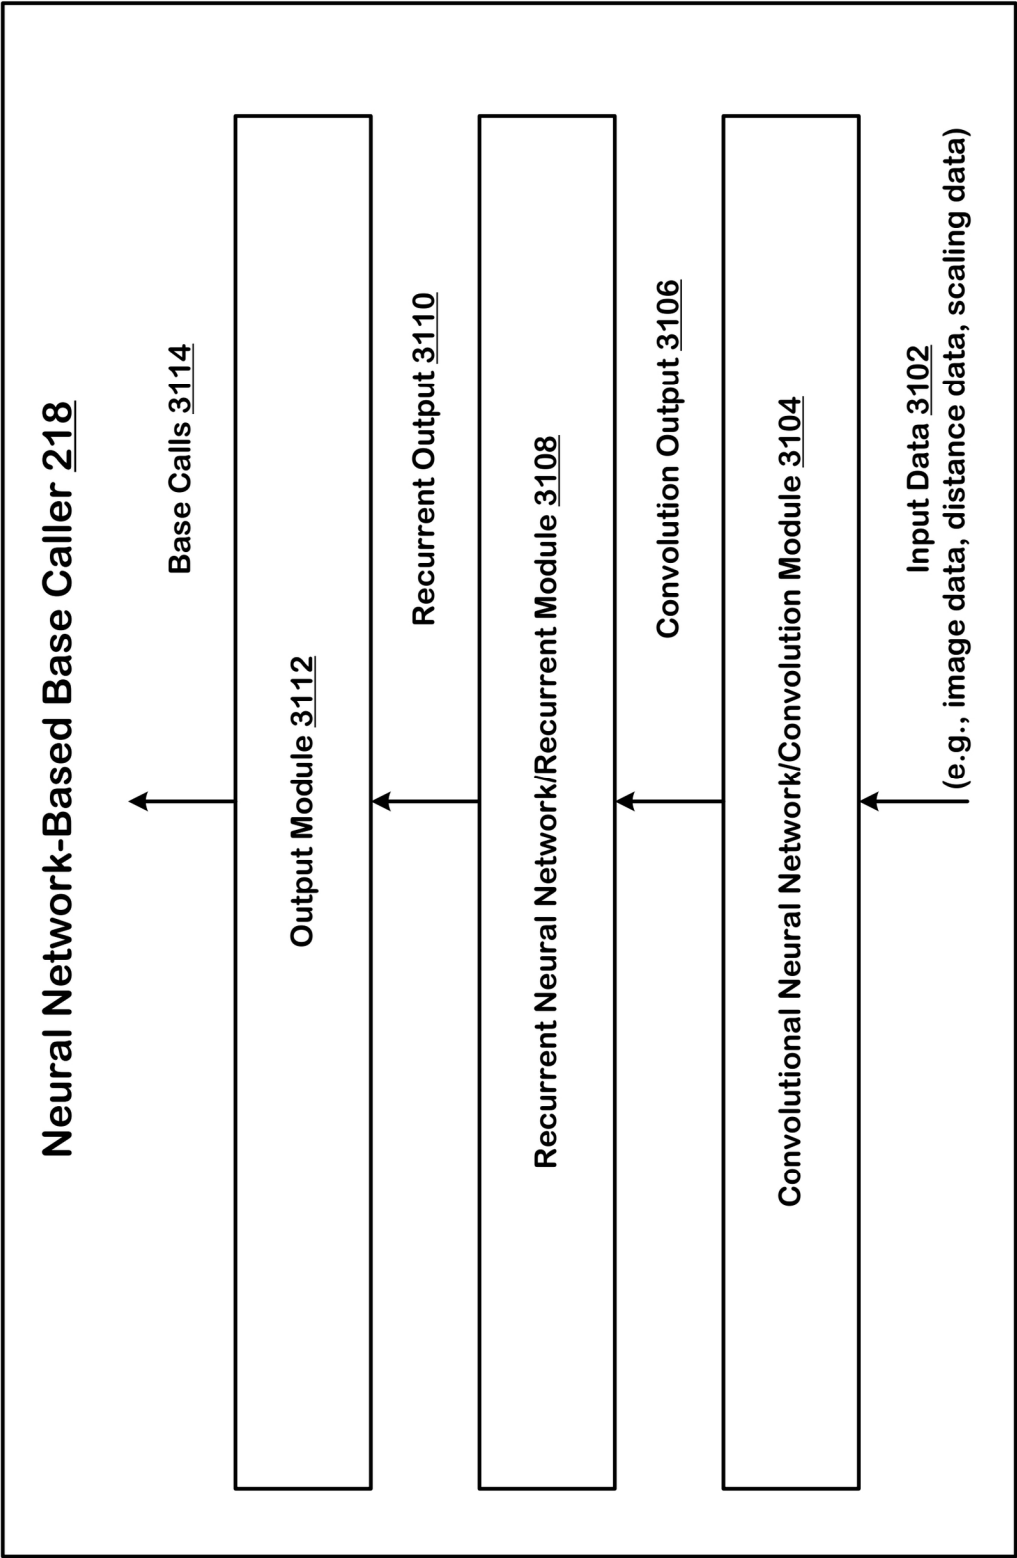 Neural Network-Based Base Caller 218
Base Calls 3114
Output Module 3112
Recurrent Output 3110
Recurrent Neural Network/Recurrent Module 3108
Convolution Output 3106
Convolutional Neural Network/Convolution Module 3104
Input Data 3102
(e.g., image data, distance data, scaling data)